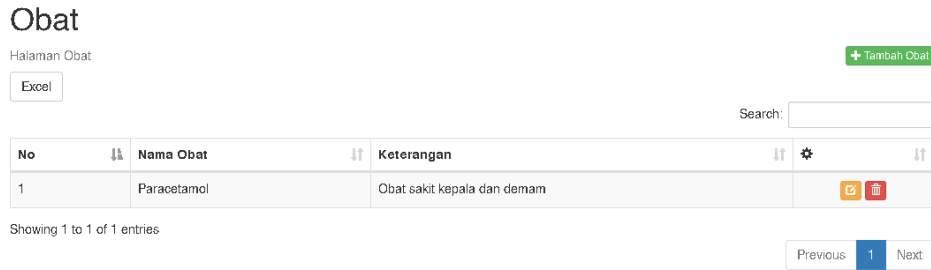 Obat
Halaman Obat
Tambah Obat
Excel
Search:
No Nama Obat Keterangan
1 Paracetamol Obat sakit kepala dan demam
Showing 1 to 1 of 1 entries
Previous 1 Next